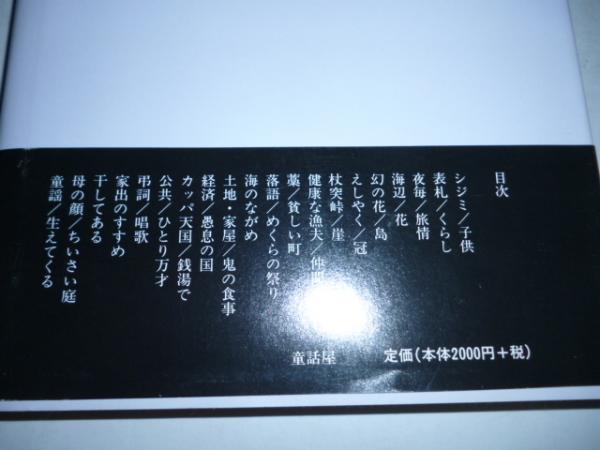 目次
シジミ／子供
表札／くらし
夜毎／旅情
海辺／花
幻の花／島
えしやく／冠
杖突峠／崖
健康な漁夫／仲間
藁／貧しい町
落語／めくらの祭り
海のながめ
土地・家屋／鬼の食事
経済／愚息の国
カッパ天国／銭湯で
公共／ひとり万才
弔詞／唱歌
家出のすすめ
干してある
母の顔／ちいさい庭
童謡／生えてくる
童話屋
定価（本体2000円＋税）